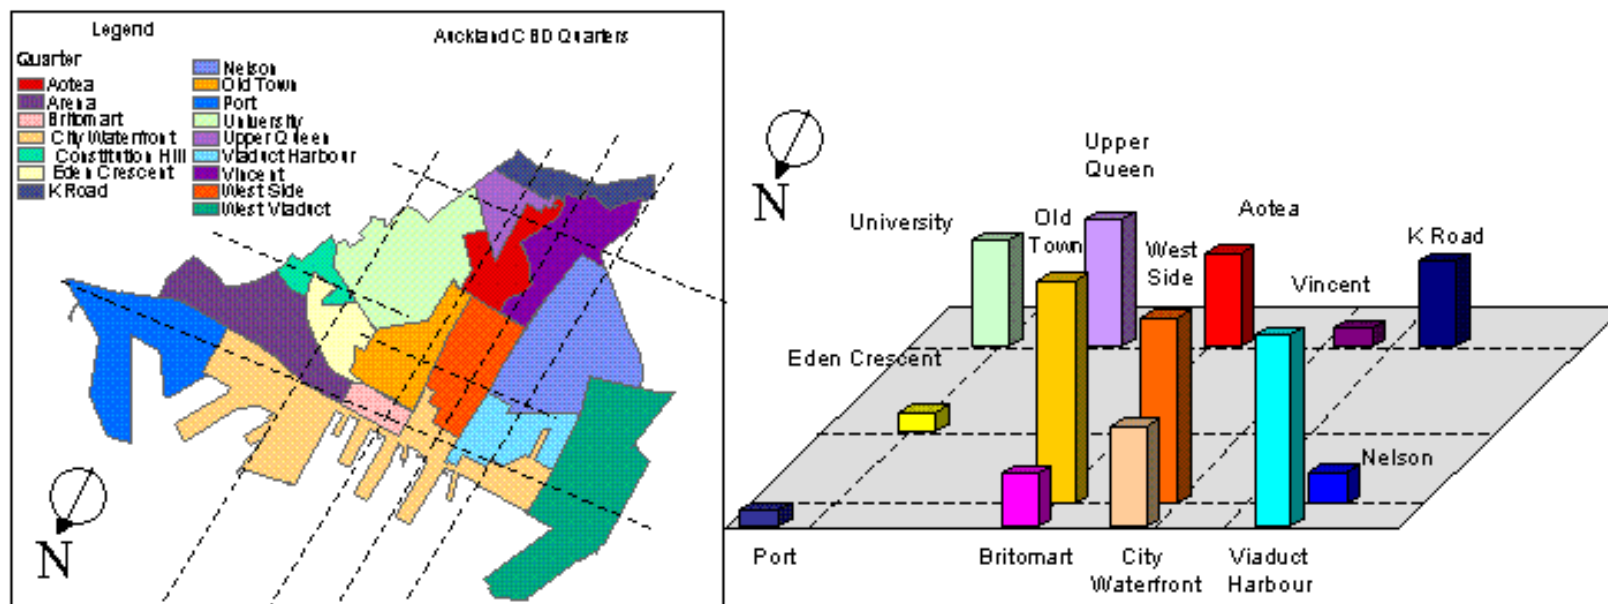 Legend
Auckland CBD Quarters
Quarter
Aotea
Arena
Britomart
City Waterfront
Constitution Hill
Eden Crescent
K Road
Nelson
Old Town
Port
University
Upper Queen
Viaduct Harbour
Vincent
West Side
West Viaduct
N
N
Upper
Queen
University
Old
Town
West
Side
Aotea
Vincent
K Road
Eden Crescent
Nelson
Port
Britomart
City
Waterfront
Viaduct
Harbour